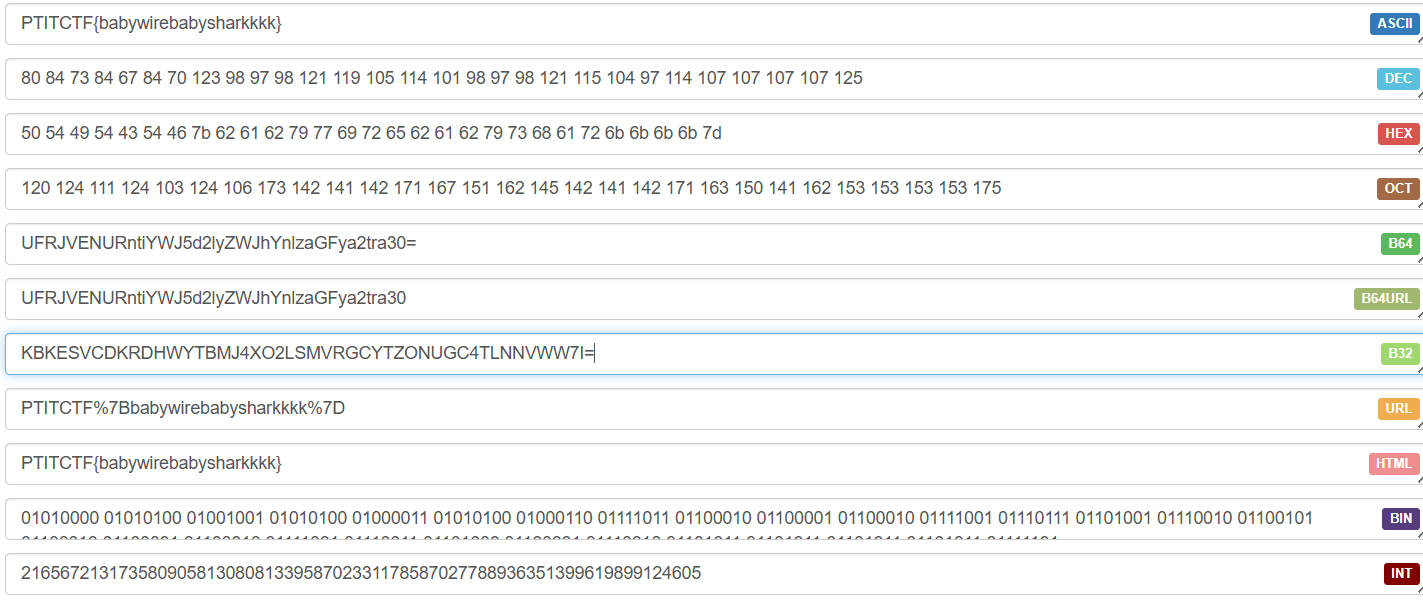 PTITCTF{babywirebabysharkkkk} ASCII
80 84 73 84 67 84 70 123 98 97 98 121 119 105 114 101 98 97 98 121 115 104 97 114 107 107 107 107 125 DEC
50 54 49 54 43 54 46 7b 62 61 62 79 77 69 72 65 62 61 62 79 73 68 61 72 6b 6b 6b 6b 7d HEX
120 124 111 124 103 124 106 173 142 141 142 171 167 151 162 145 142 141 142 171 163 150 141 162 153 153 153 153 175 OCT
UFRJVENURntiYWJ5d2lyZWJhYnlzaGFya2tra30= B64
UFRJVENURntiYWJ5d2lyZWJhYnlzaGFya2tra30 B64URL
KBKESVCDKRDHWYTBMJ4XO2LSMVRGCYTZONUGC4TLNNVWW7I= B32
PTITCTF%7Bbabywirebabysharkkkk%7D URL
PTITCTF{babywirebabysharkkkk} HTML
01010000 01010100 01001001 01010100 01000011 01010100 01000110 01111011 01100010 01100001 01100010 01111001 01110111 01101001 01110010 01100101 BIN
2165672131735809058130808133958702331178587027788936351399619899124605 INT